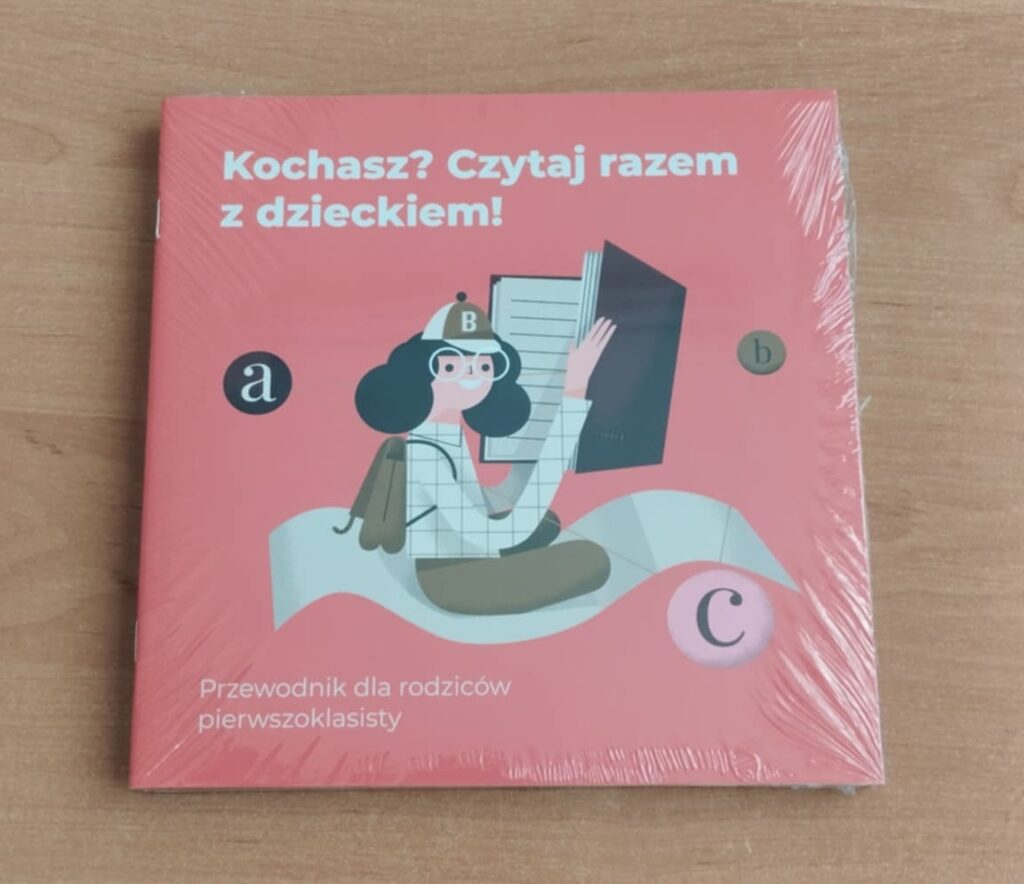 Kochasz? Czytaj razem
z dzieckiem!
B
a
b
c
Przewodnik dla rodziców
pierwszoklasisty